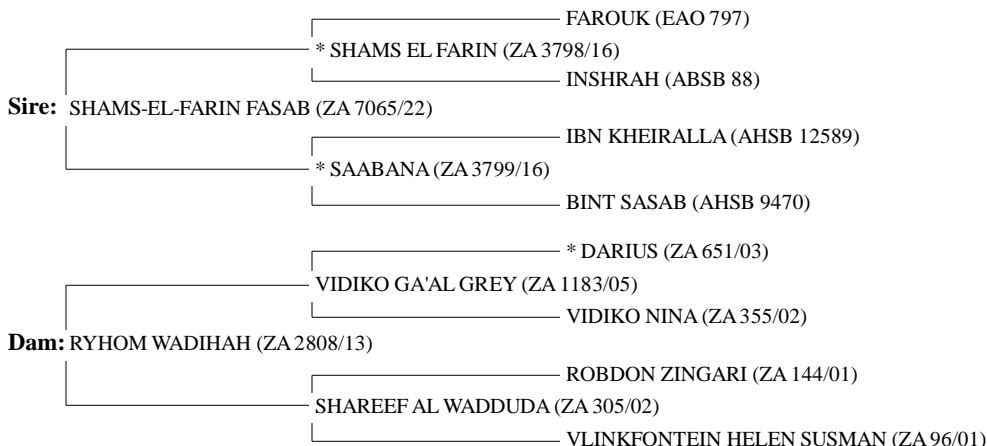 FAROUK (EAO 797)
* SHAMS EL FARIN (ZA 3798/16)
INSHRAH (ABSB 88)
Sire: SHAMS-EL-FARIN FASAB (ZA 7065/22)
IBN KHEIRALLA (AHSB 12589)
* SAABANA (ZA 3799/16)
BINT SASAB (AHSB 9470)
* DARIUS (ZA 651/03)
VIDIKO GA'AL GREY (ZA 1183/05)
VIDIKO NINA (ZA 355/02)
Dam: RYHOM WADIHAH (ZA 2808/13)
ROBDON ZINGARI (ZA 144/01)
SHAREEF AL WADDUDA (ZA 305/02)
VLINKFONTEIN HELEN SUSMAN (ZA 96/01)